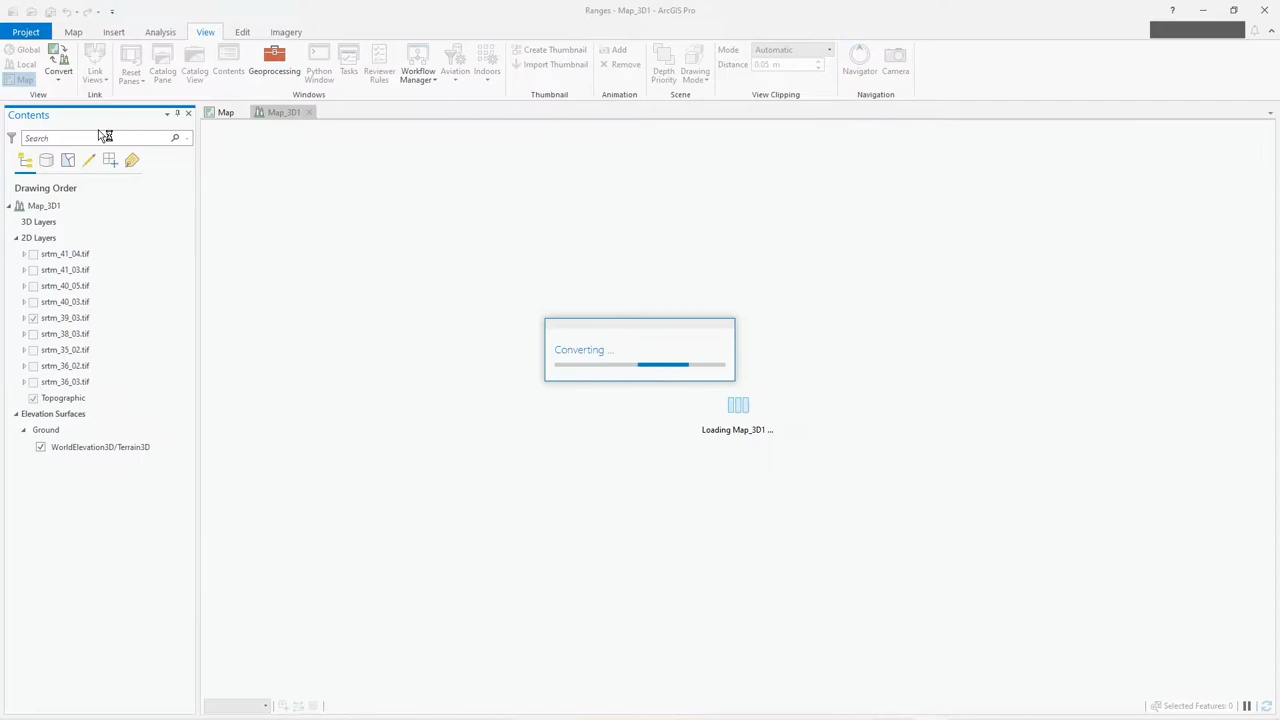 Ranges - Map_3D1 - ArcGIS Pro
?
Project Map Insert Analysis View Edit Imagery
Global
Local
Map
Convert
Link Views
Reset Panes
Catalog Pane
Catalog View
Contents
Geoprocessing
Python Window
Tasks
Reviewer Rules
Workflow Manager
Aviation
Indoors
Create Thumbnail
Import Thumbnail
Add
Remove
Depth Priority
Drawing Mode
Mode Automatic
Distance 0.05 m
Navigator
Camera
View Link Windows Thumbnail Animation Scene View Clipping Navigation
Contents
Map Map_3D1
Search
Drawing Order
Map_3D1
3D Layers
2D Layers
srtm_41_04.tif
srtm_41_03.tif
srtm_40_05.tif
srtm_40_03.tif
srtm_39_03.tif
srtm_38_03.tif
srtm_35_02.tif
srtm_36_02.tif
srtm_36_03.tif
Topographic
Elevation Surfaces
Ground
WorldElevation3D/Terrain3D
Converting ...
Loading Map_3D1 ...
Selected Features: 0